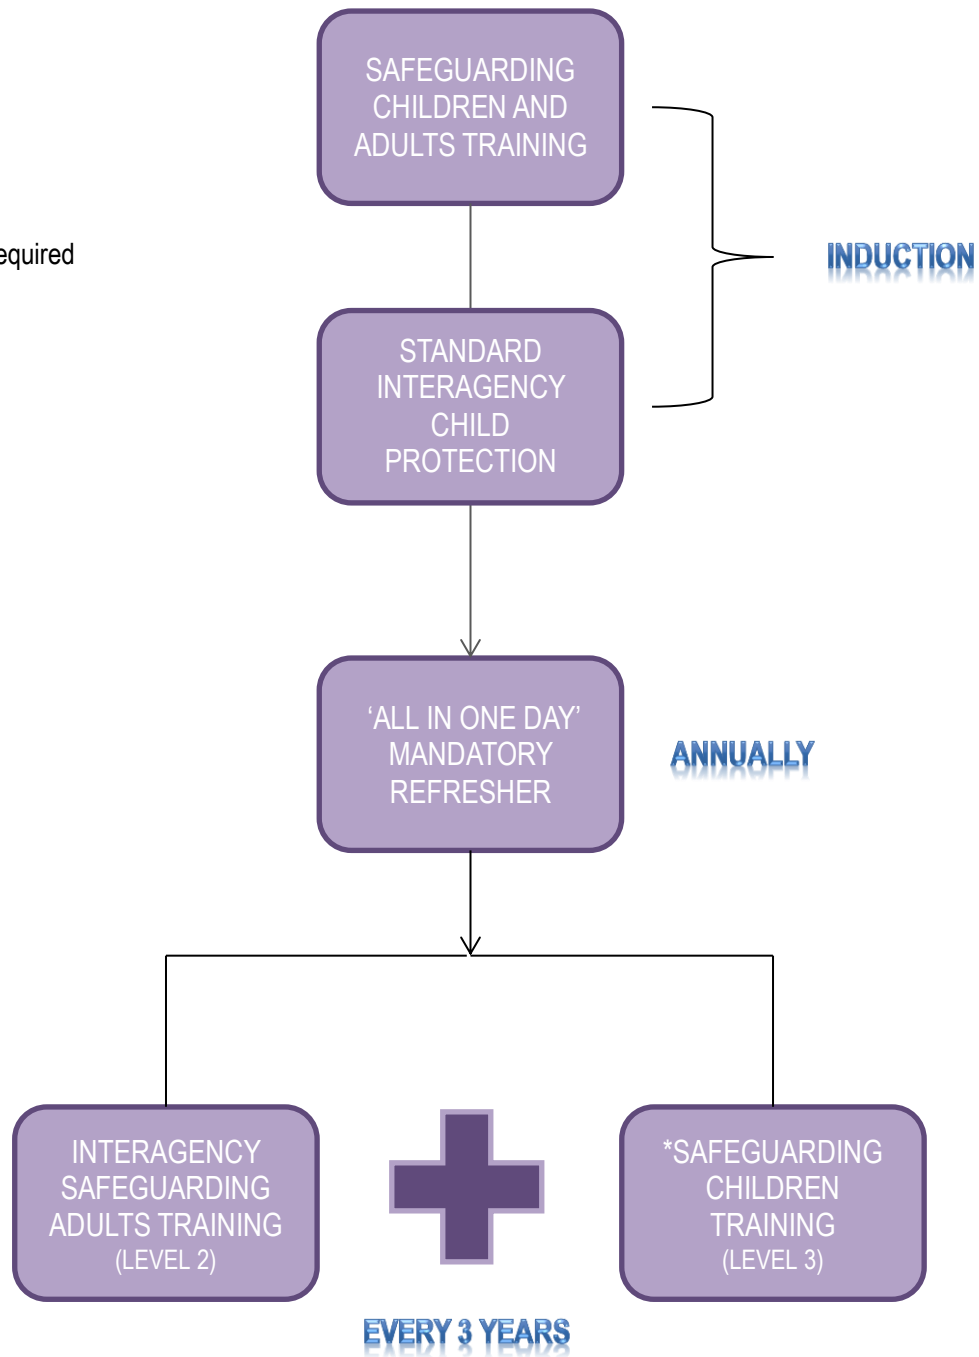 SAFEGUARDING
CHILDREN AND
ADULTS TRAINING
equired
INDUCTION
STANDARD
INTERAGENCY
CHILD
PROTECTION
‘ALL IN ONE DAY’
MANDATORY
REFRESHER
ANNUALLY
INTERAGENCY
SAFEGUARDING
ADULTS TRAINING
(LEVEL 2)
*SAFEGUARDING
CHILDREN
TRAINING
(LEVEL 3)
EVERY 3 YEARS